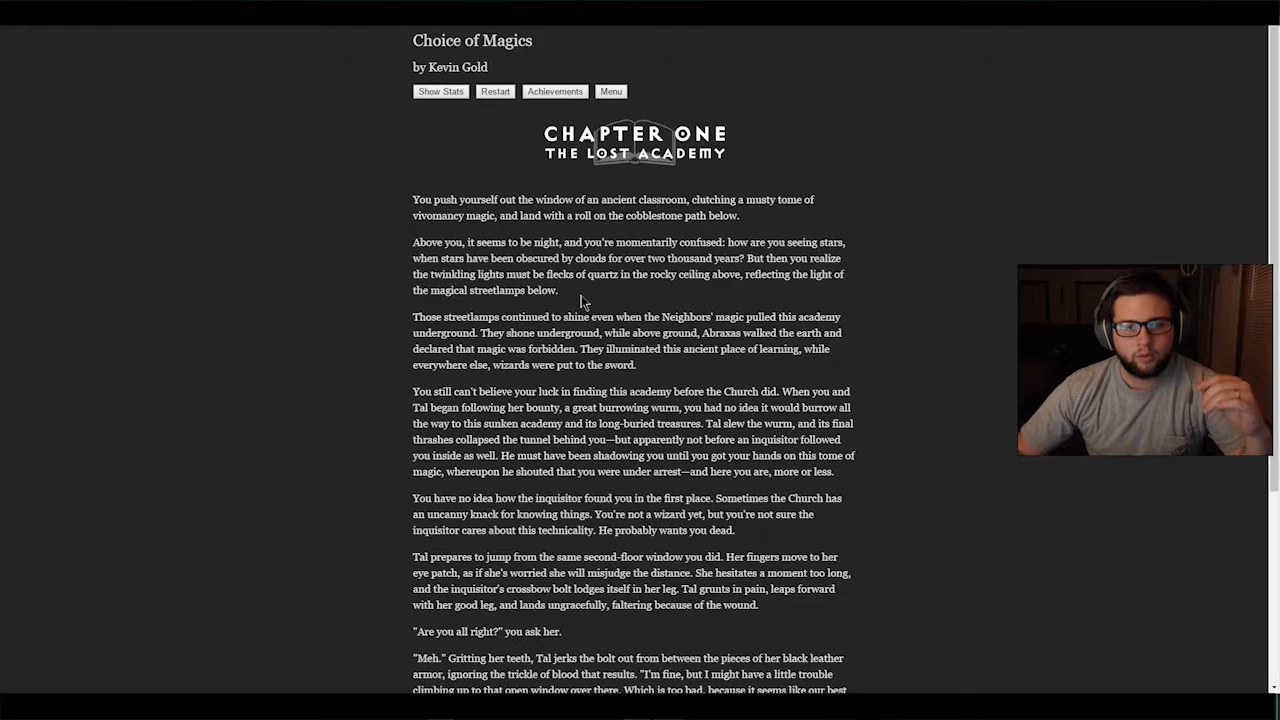 Choice of Magics
by Kevin Gold
Show Stats Restart Achievements Menu
CHAPTER ONE
THE LOST ACADEMY
You push yourself out the window of an ancient classroom, clutching a musty tome of
vivomancy magic, and land with a roll on the cobblestone path below.
Above you, it seems to be night, and you're momentarily confused: how are you seeing stars,
when stars have been obscured by clouds for over two thousand years? But then you realize
the twinkling lights must be flecks of quartz in the rocky ceiling above, reflecting the light of
the magical streetlamps below.
Those streetlamps continued to shine even when the Neighbors' magic pulled this academy
underground. They shone underground, while above ground, Abraxas walked the earth and
declared that magic was forbidden. They illuminated this ancient place of learning, while
everywhere else, wizards were put to the sword.
You still can't believe your luck in finding this academy before the Church did. When you and
Tal began following her bounty, a great burrowing wurm, you had no idea it would burrow all
the way to this sunken academy and its long-buried treasures. Tal slew the wurm, and its final
thrashes collapsed the tunnel behind you—but apparently not before an inquisitor followed
you inside as well. He must have been shadowing you until you got your hands on this tome of
magic, whereupon he shouted that you were under arrest—and here you are, more or less.
You have no idea how the inquisitor found you in the first place. Sometimes the Church has
an uncanny knack for knowing things. You're not a wizard yet, but you're not sure the
inquisitor cares about this technicality. He probably wants you dead.
Tal prepares to jump from the same second-floor window you did. Her fingers move to her
eye patch, as if she's worried she will misjudge the distance. She hesitates a moment too long,
and the inquisitor's crossbow bolt lodges itself in her leg. Tal grunts in pain, leaps forward
with her good leg, and lands ungracefully, faltering because of the wound.
"Are you all right?" you ask her.
"Meh." Gritting her teeth, Tal jerks the bolt out from between the pieces of her black leather
armor, ignoring the trickle of blood that results. "I'm fine, but I might have a little trouble
climbing up to that open window over there. Which is too bad, because it seems like our best